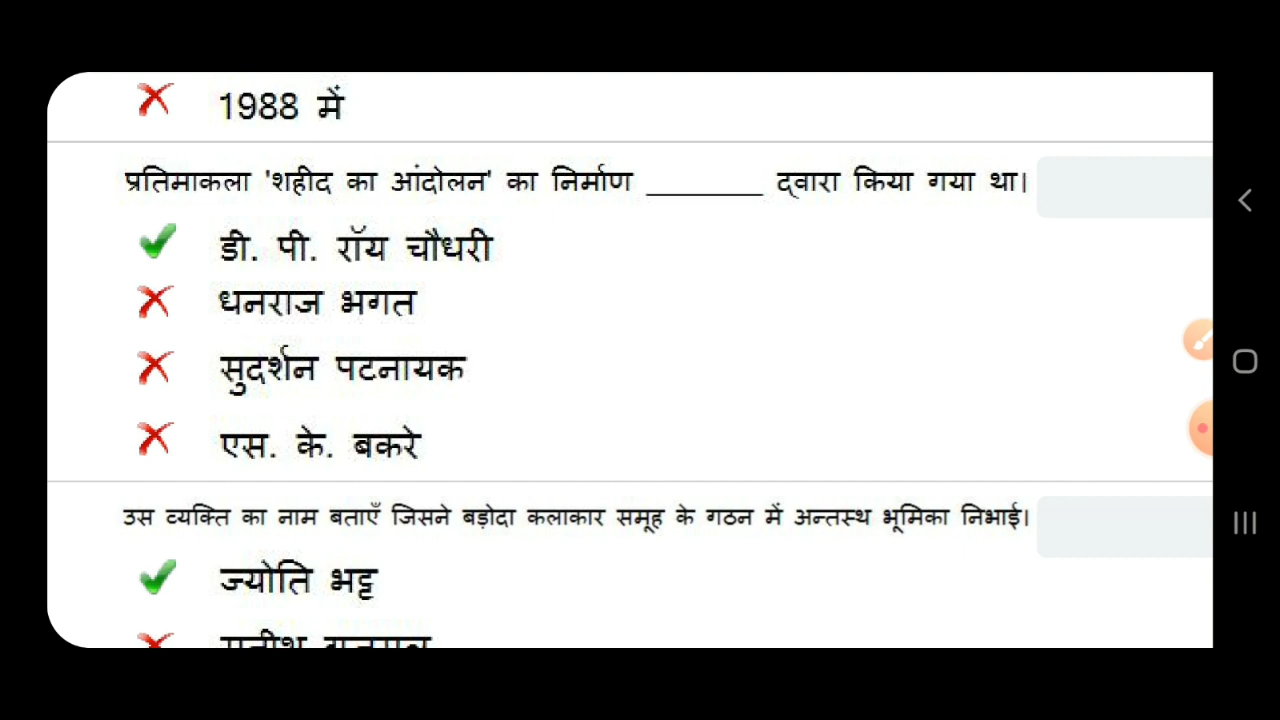 1988 में
प्रतिमाकला 'शहीद का आंदोलन' का निर्माण ________ द्वारा किया गया था।
डी. पी. रॉय चौधरी
धनराज भगत
सुदर्शन पटनायक
एस. के. बकरे
उस व्यक्ति का नाम बताएँ जिसने बड़ोदा कलाकार समूह के गठन में अन्तस्थ भूमिका निभाई।
ज्योति भट्ट